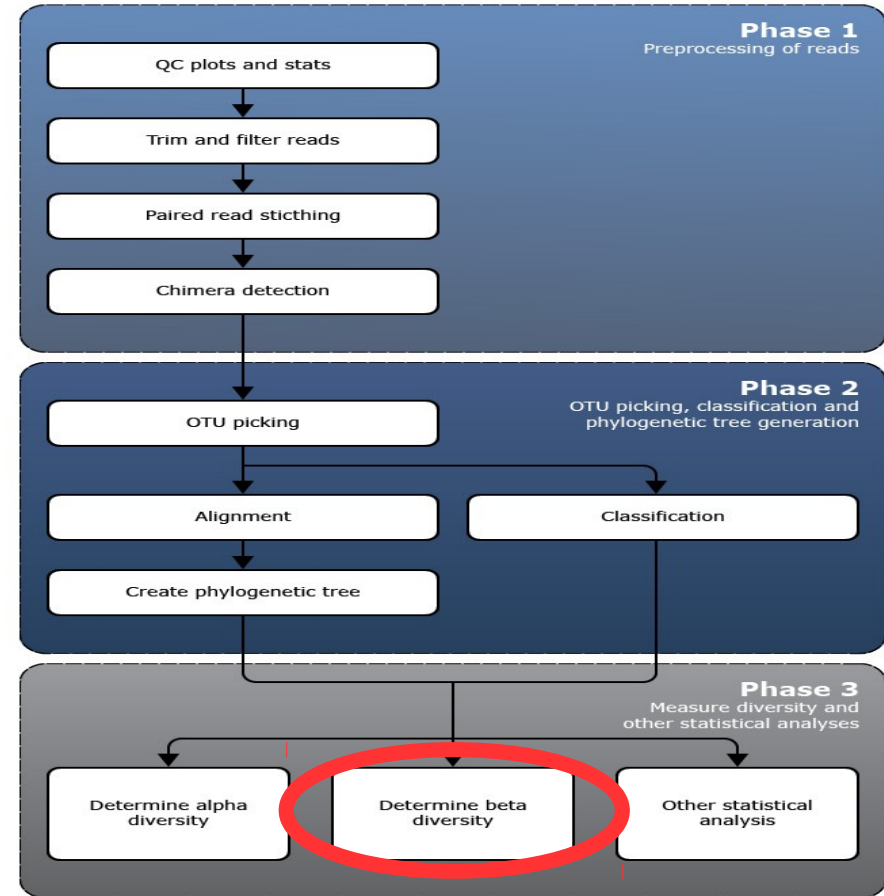 Phase 1
Preprocessing of reads
QC plots and stats
Trim and filter reads
Paired read sticthing
Chimera detection
Phase 2
OTU picking, classification and
phylogenetic tree generation
OTU picking
Alignment
Classification
Create phylogenetic tree
Phase 3
Measure diversity and
other statistical analyses
Determine alpha
diversity
Determine beta
diversity
Other statistical
analysis